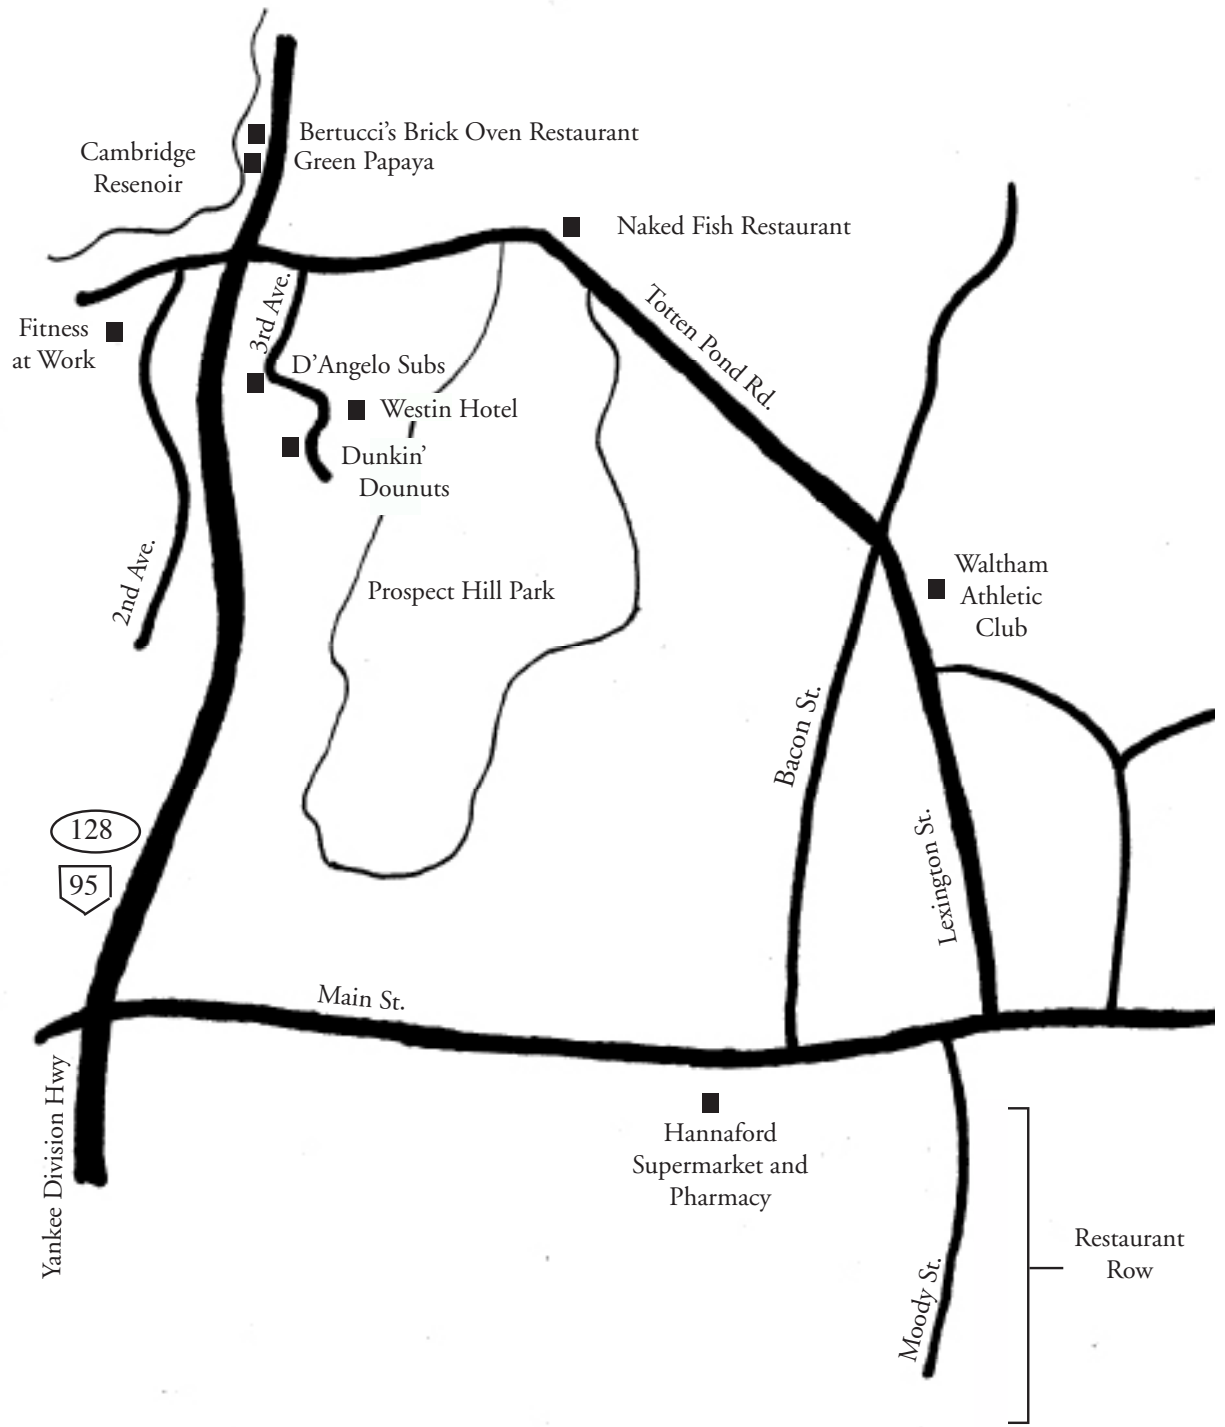 Bertucci's Brick Oven Restaurant
Green Papaya
Cambridge
Resenoir
Naked Fish Restaurant
3rd Ave.
Totten Pond Rd.
Fitness
at Work
D'Angelo Subs
Westin Hotel
Dunkin'
Dounuts
2nd Ave.
Prospect Hill Park
Waltham
Athletic
Club
Bacon St.
128
95
Lexington St.
Main St.
Yankee Division Hwy
Hannaford
Supermarket and
Pharmacy
Restaurant
Row
Moody St.